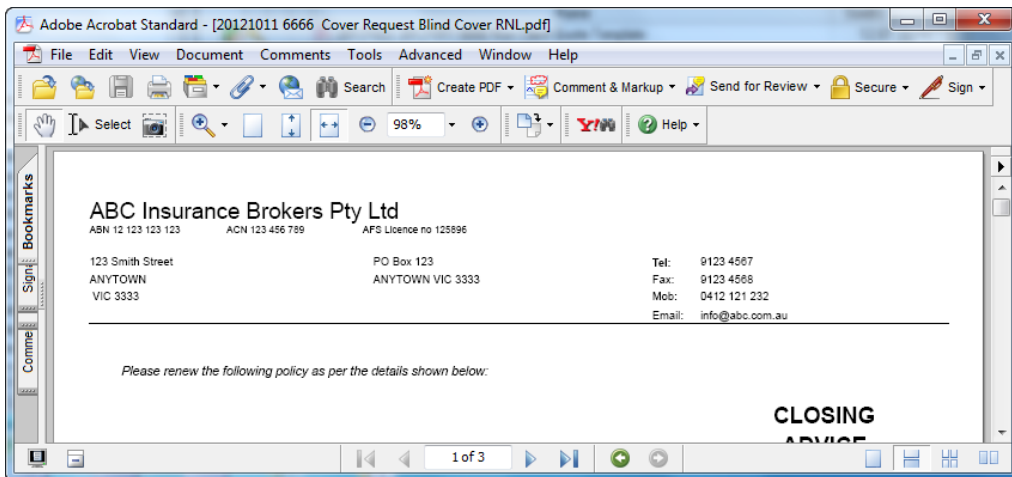 Adobe Acrobat Standard - [20121011 6666 Cover Request Blind Cover RNL.pdf]
File Edit View Document Comments Tools Advanced Window Help
Search Create PDF Comment & Markup Send for Review Secure Sign
Select 98% Y! Help
Bookmarks
Comme
ABC Insurance Brokers Pty Ltd
ABN 12 123 123 123 ACN 123 456 789 AFS Licence no 125896
123 Smith Street PO Box 123 Tel: 9123 4567
ANYTOWN ANYTOWN VIC 3333 Fax: 9123 4568
VIC 3333 Mob: 0412 121 232
Email: info@abc.com.au
Please renew the following policy as per the details shown below:
CLOSING
ADVICE
1 of 3